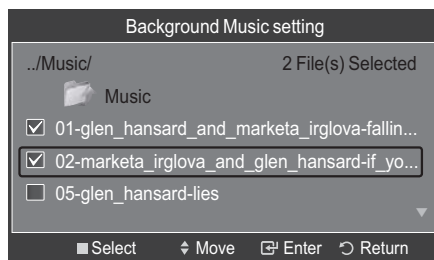 Background Music setting
../Music/ 2 File(s) Selected
Music
01-glen_hansard_and_marketa_irglova-fallin...
02-marketa_irglova_and_glen_hansard-if_yo...
05-glen_hansard-lies
Select Move Enter Return